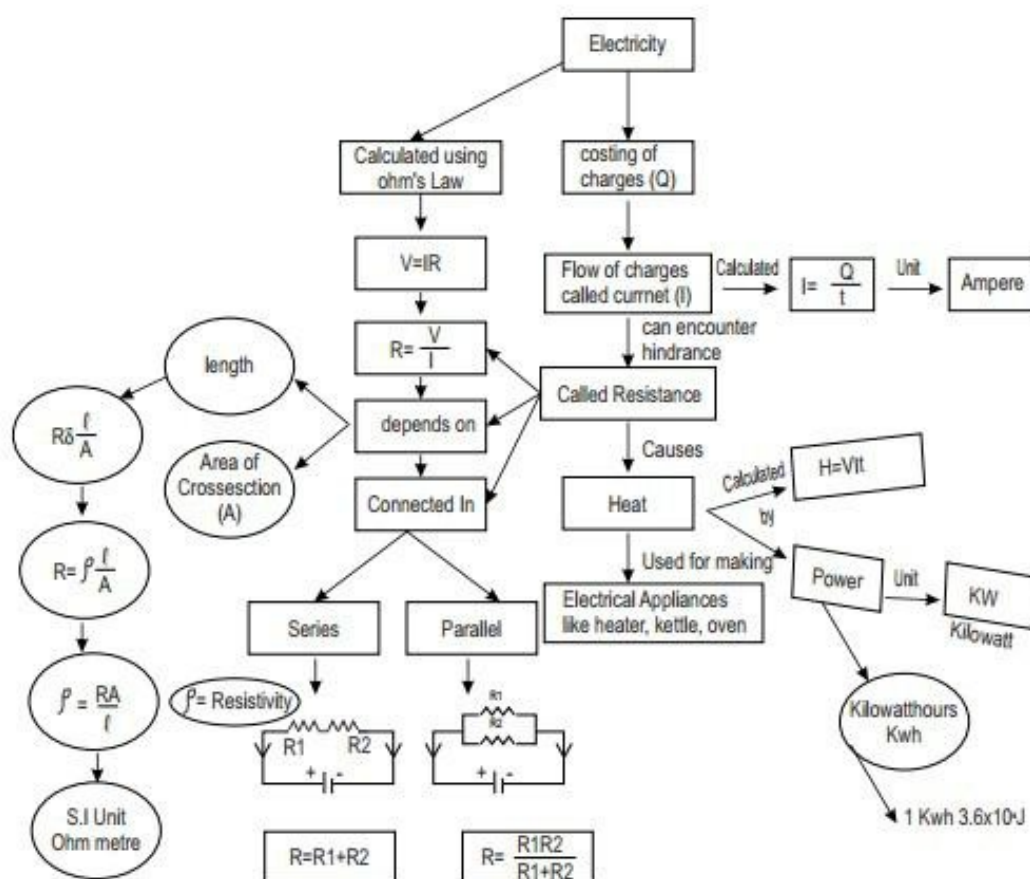 Electricity
Calculated using
ohm's Law
costing of
charges (Q)
V=IR
Flow of charges
called currnet (I)
Calculated
I= Q/t
Unit
Ampere
can encounter
hindrance
R= V/I
length
Called Resistance
depends on
Rδ ℓ/A
Area of
Crossesction
(A)
Causes
Connected In
Heat
Calculated
by
H=VIt
R= ρ ℓ/A
Used for making
Power
Unit
KW
Kilowatt
Electrical Appliances
like heater, kettle, oven
Series
Parallel
ρ = RA/ℓ
ρ= Resistivity
R1 R2
+ -
R1
R2
+ -
Kilowatthours
Kwh
S.I Unit
Ohm metre
1 Kwh 3.6x10 J
R=R1+R2
R= R1R2/R1+R2